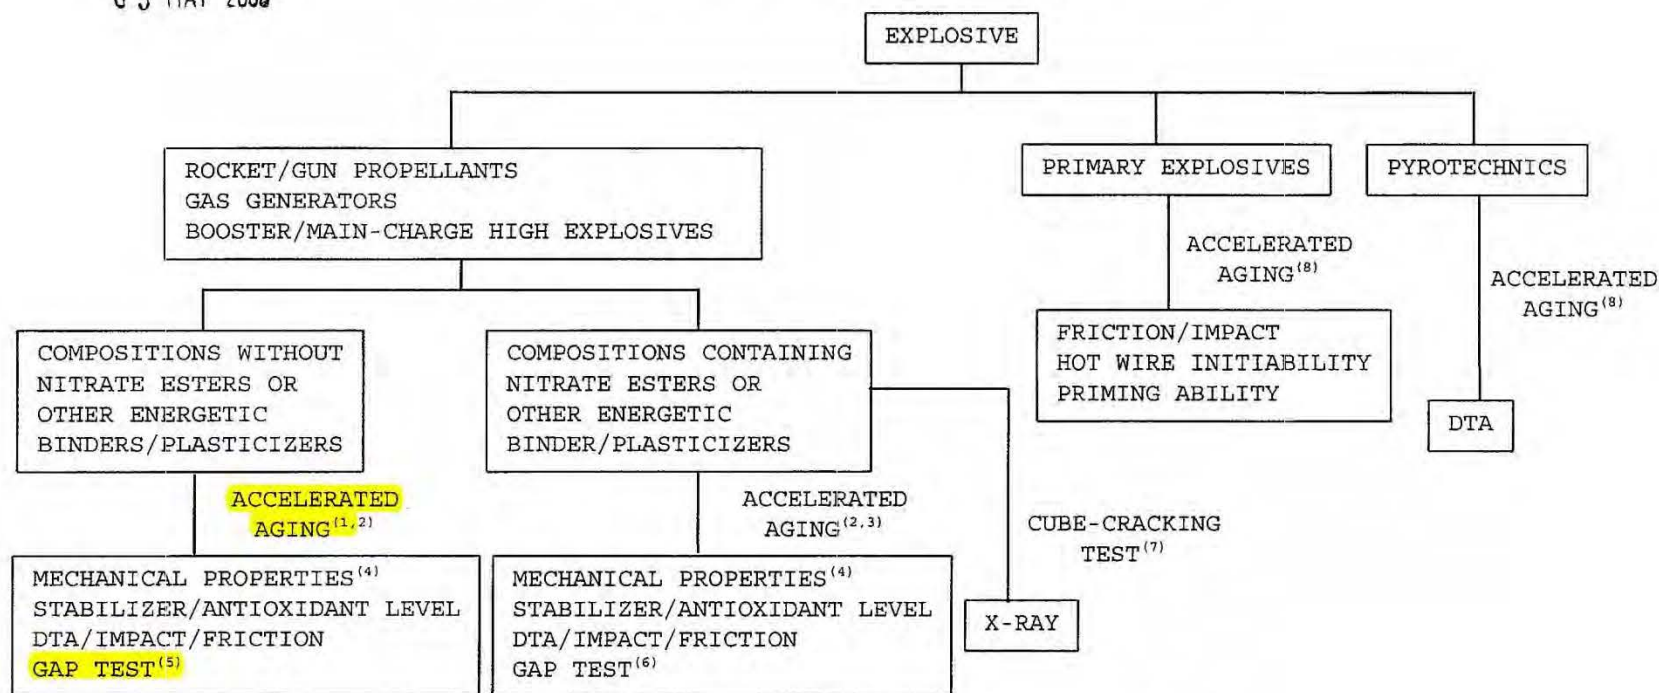 MAY
EXPLOSIVE
ROCKET/GUN PROPELLANTS
GAS GENERATORS
BOOSTER/MAIN-CHARGE HIGH EXPLOSIVES
PRIMARY EXPLOSIVES
PYROTECHNICS
ACCELERATED
AGING(8)
ACCELERATED
AGING(8)
COMPOSITIONS WITHOUT
NITRATE ESTERS OR
OTHER ENERGETIC
BINDERS/PLASTICIZERS
COMPOSITIONS CONTAINING
NITRATE ESTERS OR
OTHER ENERGETIC
BINDER/PLASTICIZERS
FRICTION/IMPACT
HOT WIRE INITIABILITY
PRIMING ABILITY
DTA
ACCELERATED
AGING(1,2)
ACCELERATED
AGING(2,3)
CUBE-CRACKING
TEST(7)
MECHANICAL PROPERTIES(4)
STABILIZER/ANTIOXIDANT LEVEL
DTA/IMPACT/FRICTION
GAP TEST(5)
MECHANICAL PROPERTIES(4)
STABILIZER/ANTIOXIDANT LEVEL
DTA/IMPACT/FRICTION
GAP TEST(6)
X-RAY